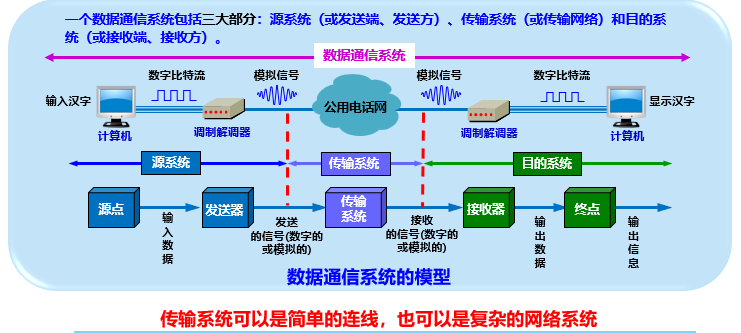 一个数据通信系统包括三大部分：源系统（或发送端、发送方）、传输系统（或传输网络）和目的系
统（或接收端、接收方）。
数据通信系统
数字比特流
模拟信号
模拟信号
数字比特流
输入汉字
公用电话网
显示汉字
计算机
调制解调器
调制解调器
计算机
源系统
传输系统
目的系统
源点
发送器
传输
系统
接收器
终点
输
入
数
据
发送
的信号(数字的
或模拟的)
接收
的信号(数字的
或模拟的)
输
出
数
据
输
出
信
息
数据通信系统的模型
传输系统可以是简单的连线，也可以是复杂的网络系统